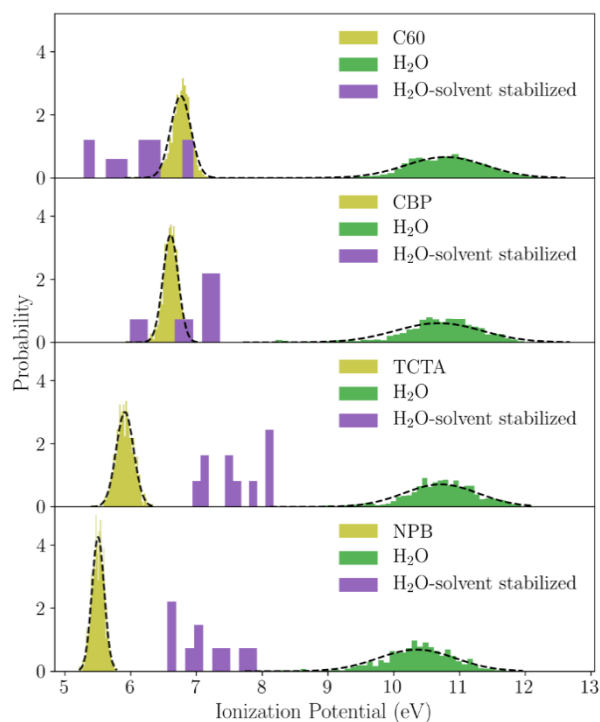 C60
H₂O
H₂O-solvent stabilized
4
2
0
CBP
H₂O
H₂O-solvent stabilized
4
2
0
TCTA
H₂O
H₂O-solvent stabilized
4
2
0
NPB
H₂O
H₂O-solvent stabilized
4
2
0
Probability
5 6 7 8 9 10 11 12 13
Ionization Potential (eV)